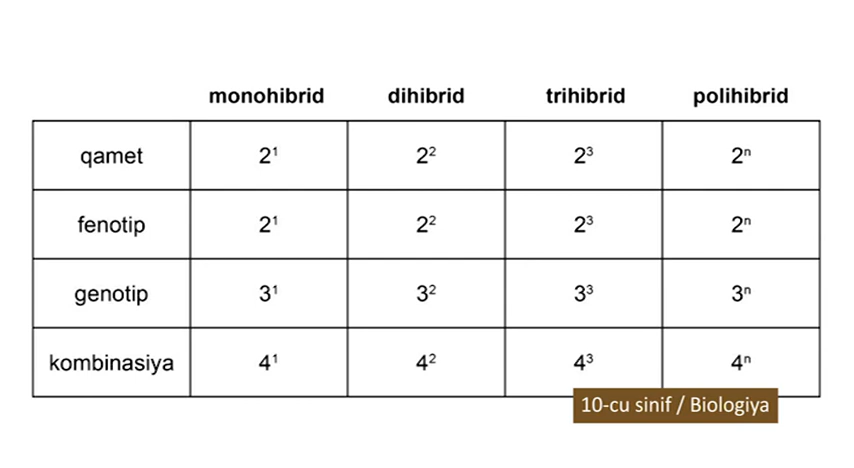 monohibrid dihibrid trihibrid polihibrid
qamet 2¹ 2² 2³ 2ⁿ
fenotip 2¹ 2² 2³ 2ⁿ
genotip 3¹ 3² 3³ 3ⁿ
kombinasiya 4¹ 4² 4³ 4ⁿ
10-cu sinif / Biologiya